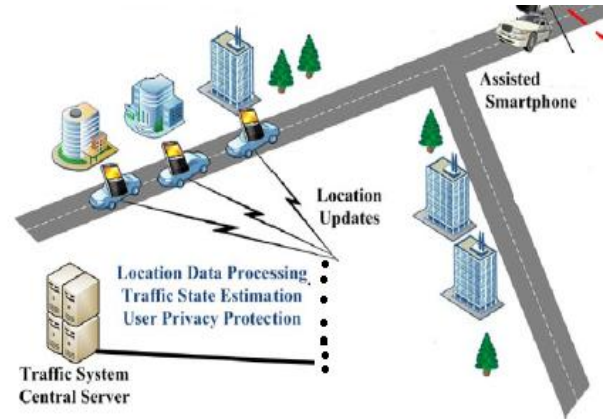 Assisted
Smartphone
Location
Updates
Location Data Processing
Traffic State Estimation
User Privacy Protection
Traffic System
Central Server